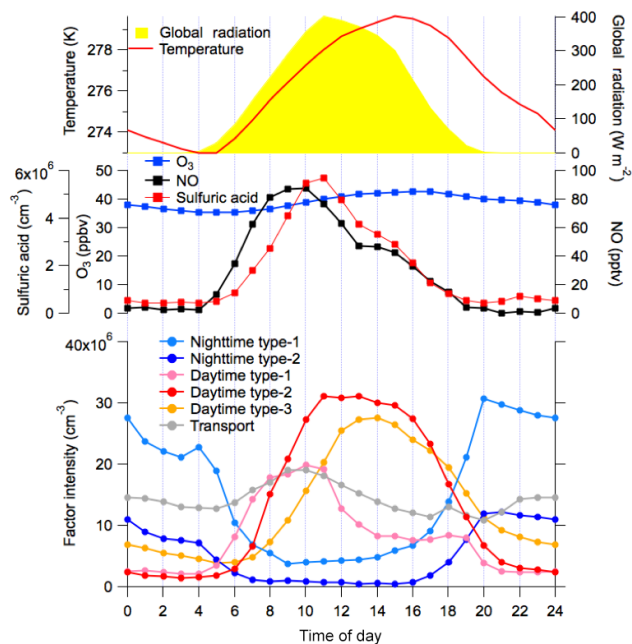 Global radiation
Temperature
Temperature (K)
278
276
274
400
300
200
100
0
Global radiation (W m-2)
O3
NO
Sulfuric acid
Sulfuric acid (cm-3)
6x10^6
4
2
0
O3 (ppbv)
50
40
30
20
10
0
100
80
60
40
20
0
NO (pptv)
Nighttime type-1
Nighttime type-2
Daytime type-1
Daytime type-2
Daytime type-3
Transport
Factor intensity (cm-3)
40x10^6
30
20
10
0
0 2 4 6 8 10 12 14 16 18 20 22 24
Time of day